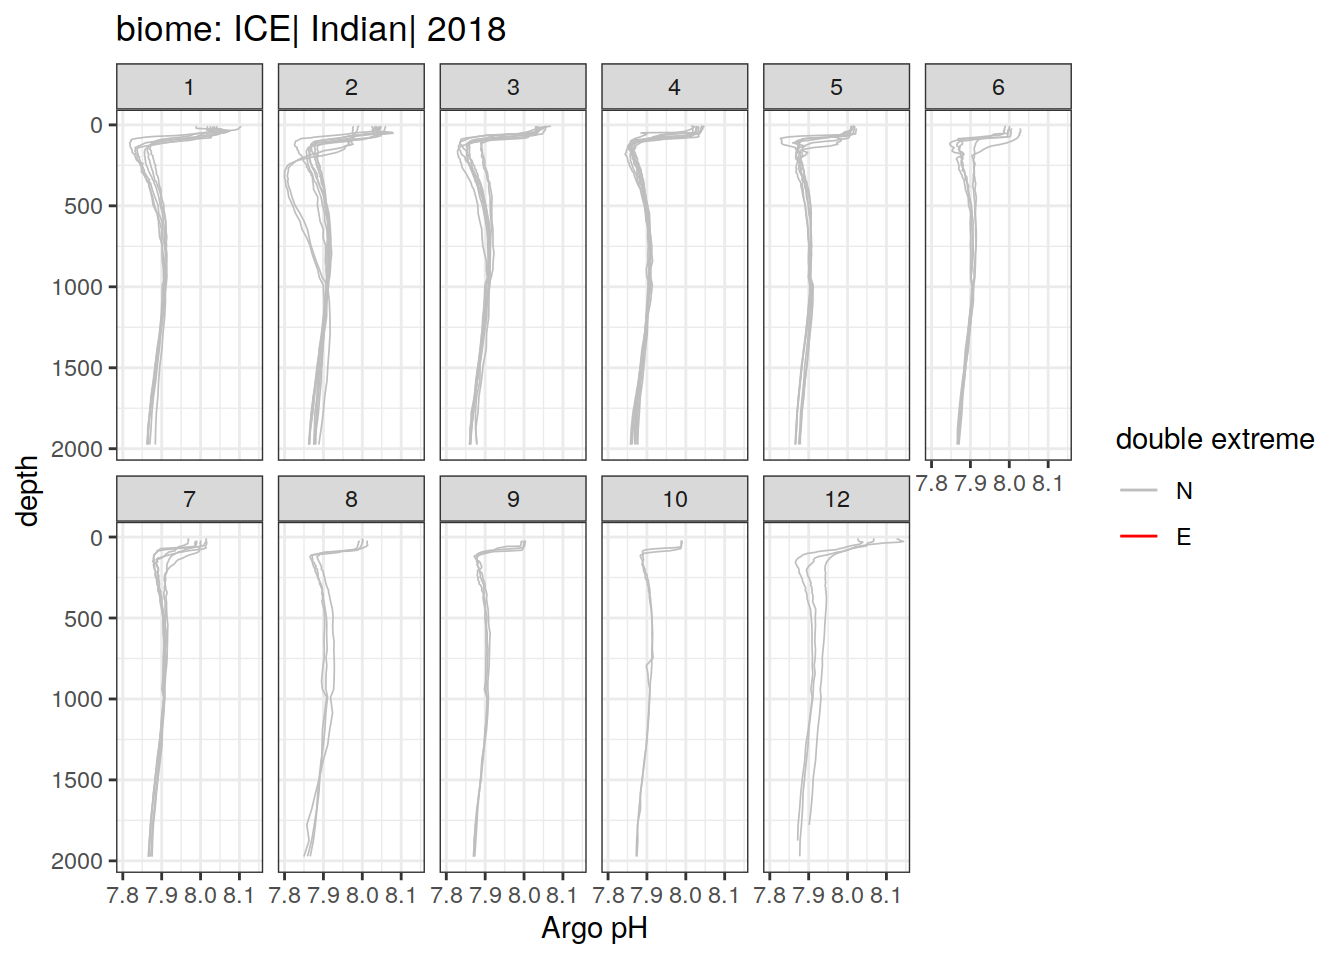 biome: ICE| Indian| 2018
1 2 3 4 5 6
0
500
1000
1500
2000
7.8 7.9 8.0 8.1
7 8 9 10 12
0
500
1000
1500
2000
7.8 7.9 8.0 8.1 7.8 7.9 8.0 8.1 7.8 7.9 8.0 8.1 7.8 7.9 8.0 8.1 7.8 7.9 8.0 8.1
Argo pH
depth
double extreme
N
E